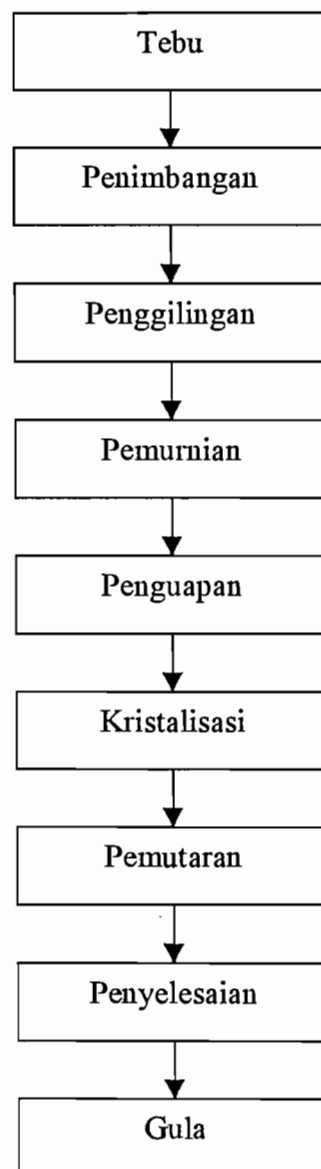 Tebu
Penimbangan
Penggilingan
Pemurnian
Penguapan
Kristalisasi
Pemutaran
Penyelesaian
Gula